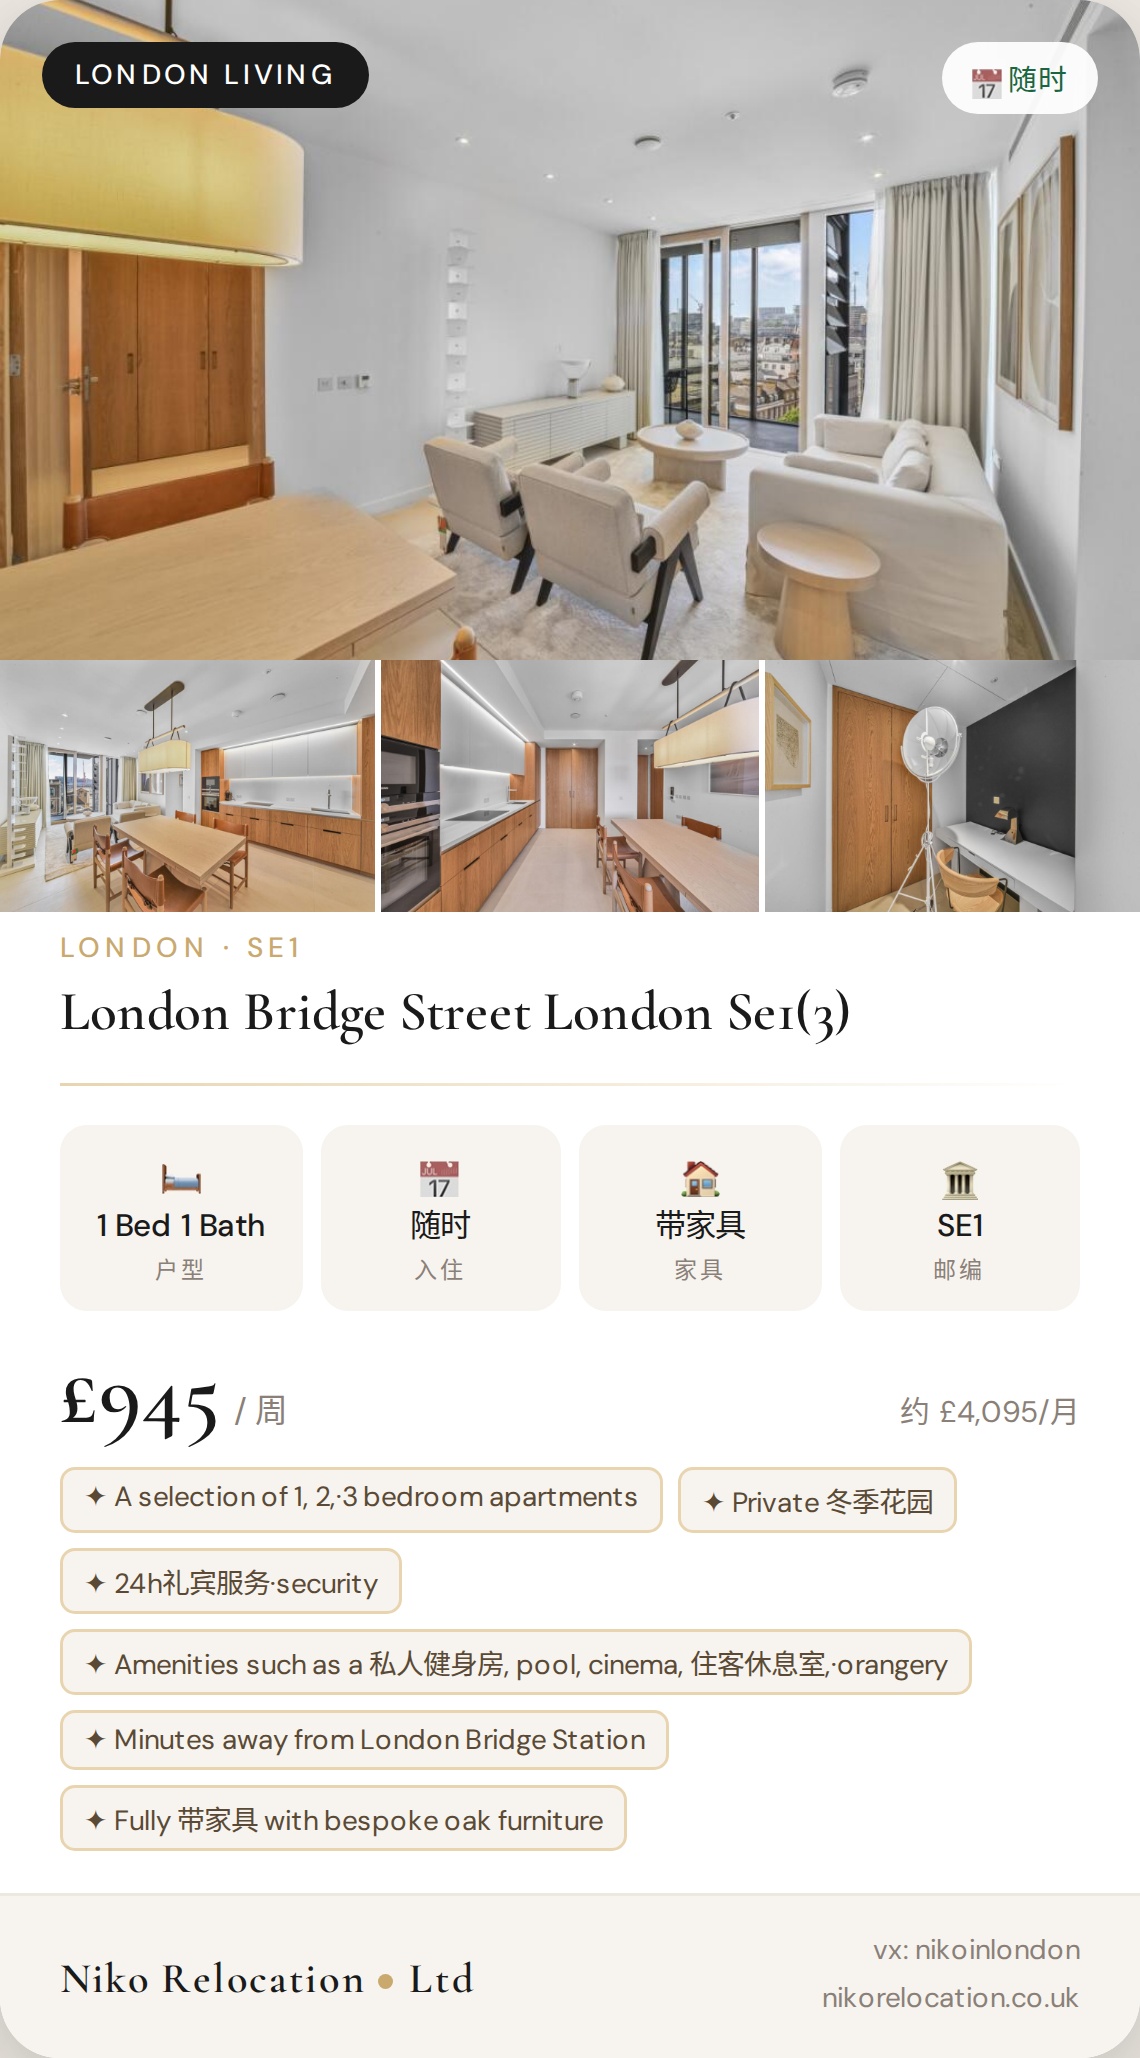 LONDON LIVING
📅 随时
LONDON · SE1
London Bridge Street London Se1(3)
1 Bed 1 Bath
户型
随时
入住
带家具
家具
SE1
邮编
£945 / 周
约 £4,095/月
✦ A selection of 1, 2,·3 bedroom apartments
✦ Private 冬季花园
✦ 24h礼宾服务·security
✦ Amenities such as a 私人健身房, pool, cinema, 住客休息室,·orangery
✦ Minutes away from London Bridge Station
✦ Fully 带家具 with bespoke oak furniture
Niko Relocation • Ltd
vx: nikoinlondon
nikorelocation.co.uk